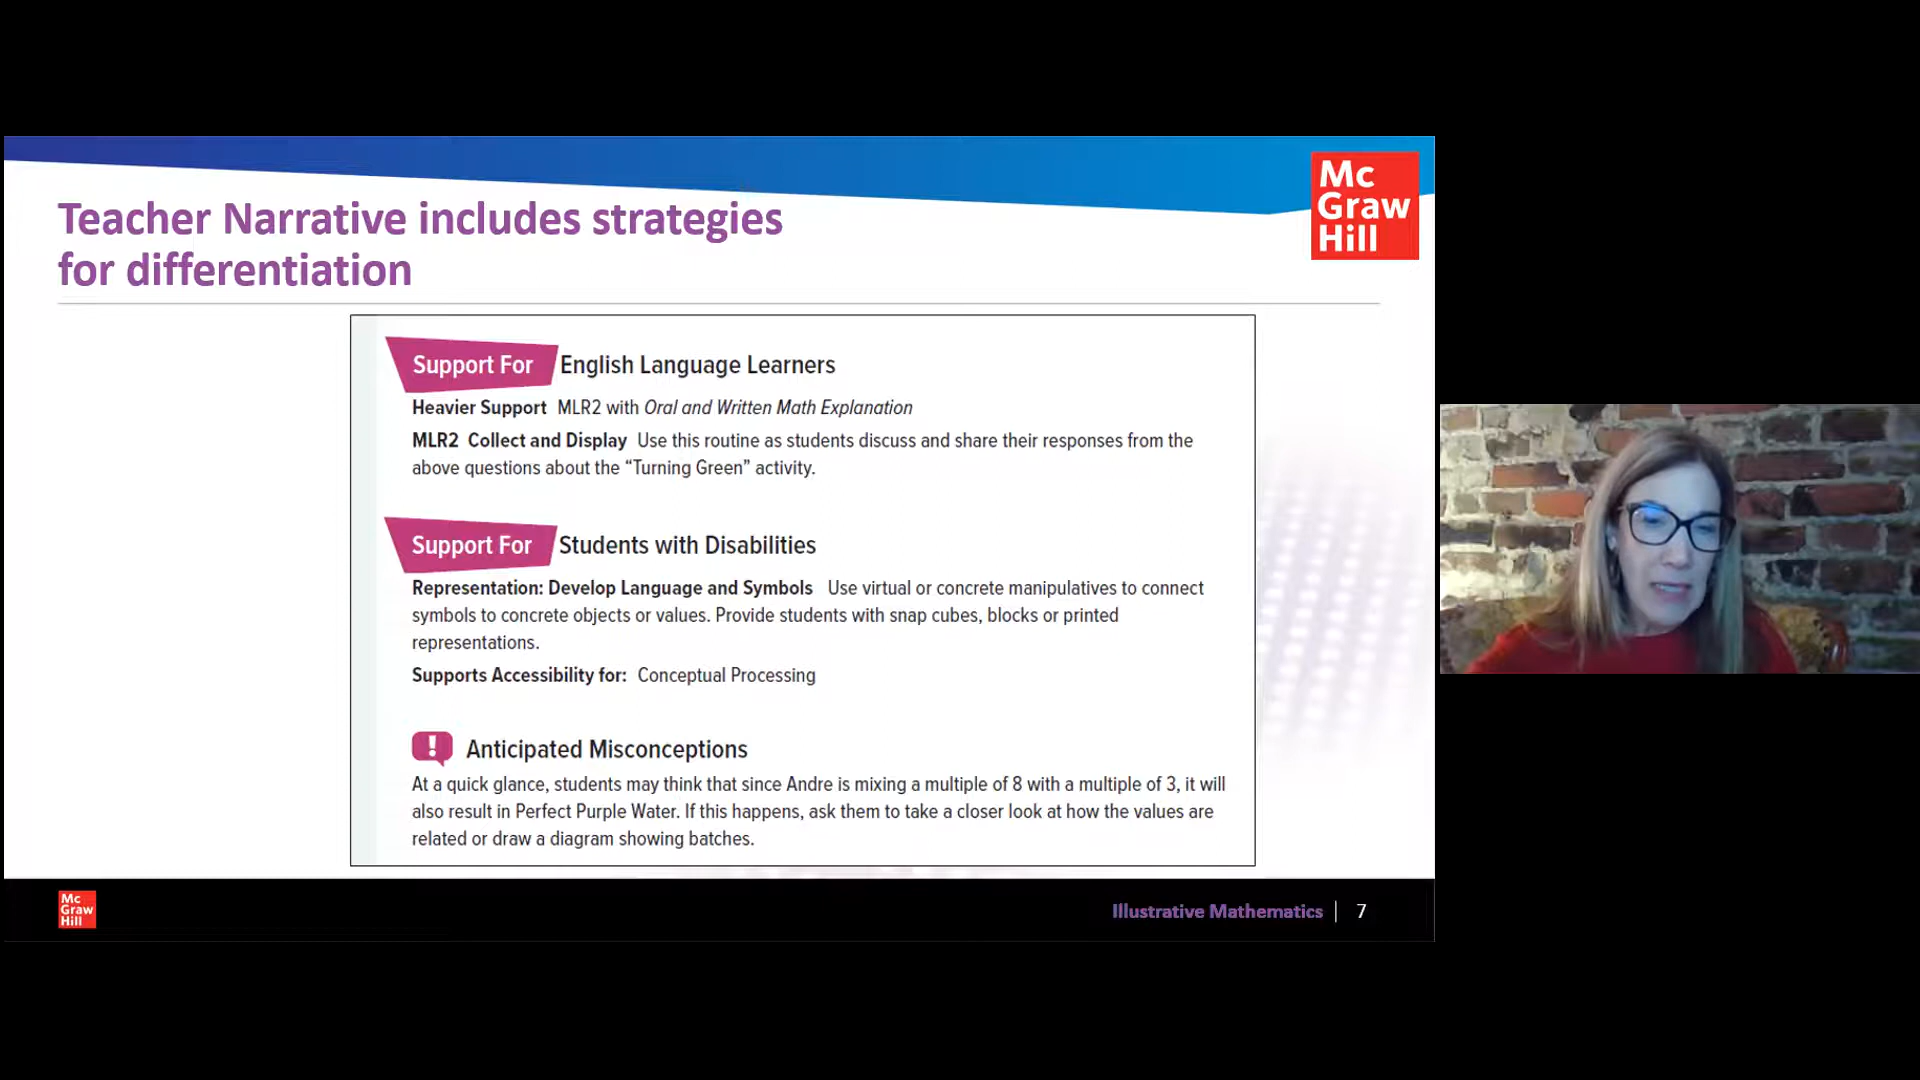 Mc
Graw
Hill
Teacher Narrative includes strategies
for differentiation
Support For English Language Learners
Heavier Support MLR2 with Oral and Written Math Explanation
MLR2 Collect and Display Use this routine as students discuss and share their responses from the
above questions about the “Turning Green” activity.
Support For Students with Disabilities
Representation: Develop Language and Symbols Use virtual or concrete manipulatives to connect
symbols to concrete objects or values. Provide students with snap cubes, blocks or printed
representations.
Supports Accessibility for: Conceptual Processing
! Anticipated Misconceptions
At a quick glance, students may think that since Andre is mixing a multiple of 8 with a multiple of 3, it will
also result in Perfect Purple Water. If this happens, ask them to take a closer look at how the values are
related or draw a diagram showing batches.
Mc
Graw
Hill
Illustrative Mathematics | 7